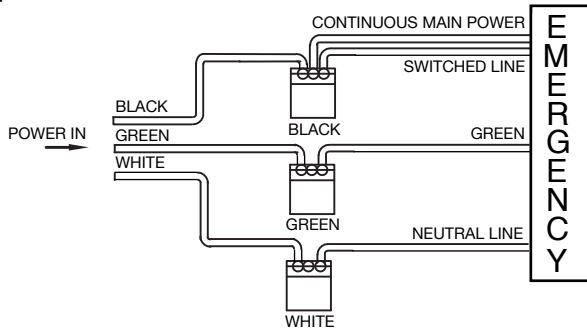 CONTINUOUS MAIN POWER
SWITCHED LINE
BLACK
BLACK
POWER IN
GREEN
GREEN
WHITE
GREEN
NEUTRAL LINE
WHITE
EMERGENCY